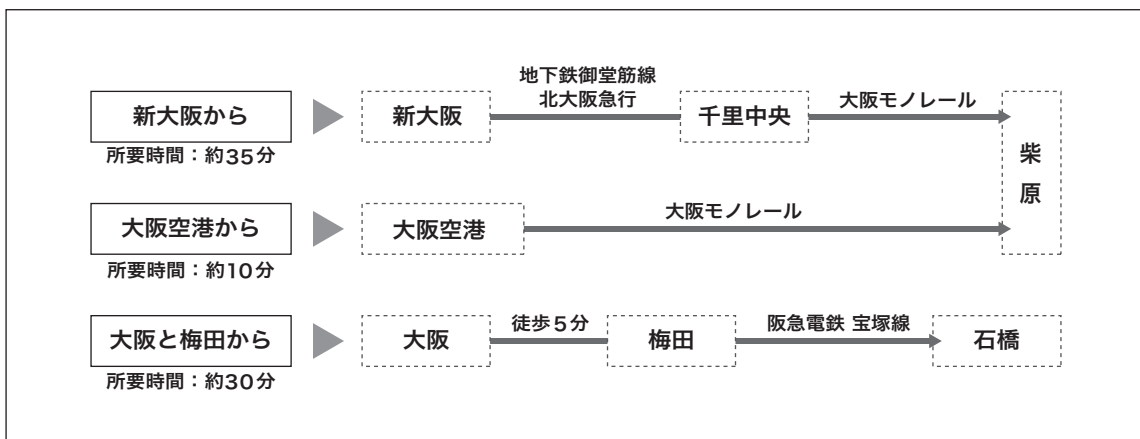 地下鉄御堂筋線
北大阪急行
大阪モノレール
新大阪から
新大阪
千里中央
柴原
所要時間：約35分
大阪モノレール
大阪空港から
大阪空港
所要時間：約10分
徒歩5分
阪急電鉄 宝塚線
大阪と梅田から
大阪
梅田
石橋
所要時間：約30分